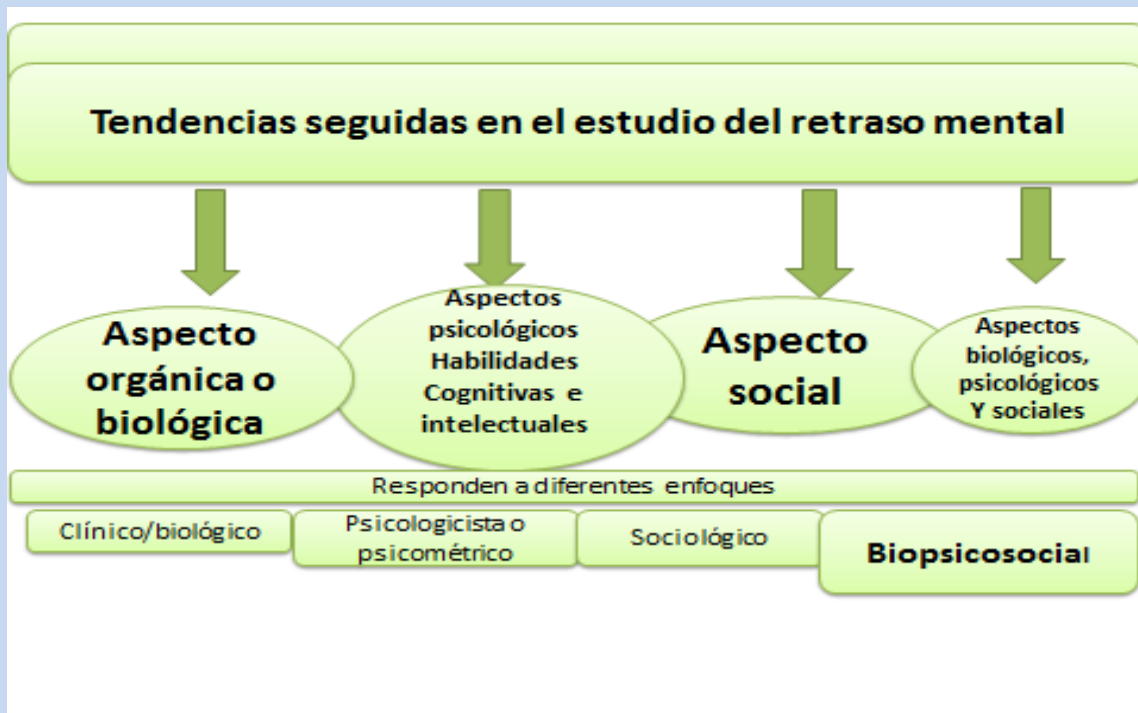 Tendencias seguidas en el estudio del retraso mental
Aspecto
orgánica o
biológica
Aspectos
psicológicos
Habilidades
Cognitivas e
intelectuales
Aspecto
social
Aspectos
biológicos,
psicológicos
Y sociales
Responden a diferentes enfoques
Clínico/biológico
Psicologicista o
psicométrico
Sociológico
Biopsicosocial